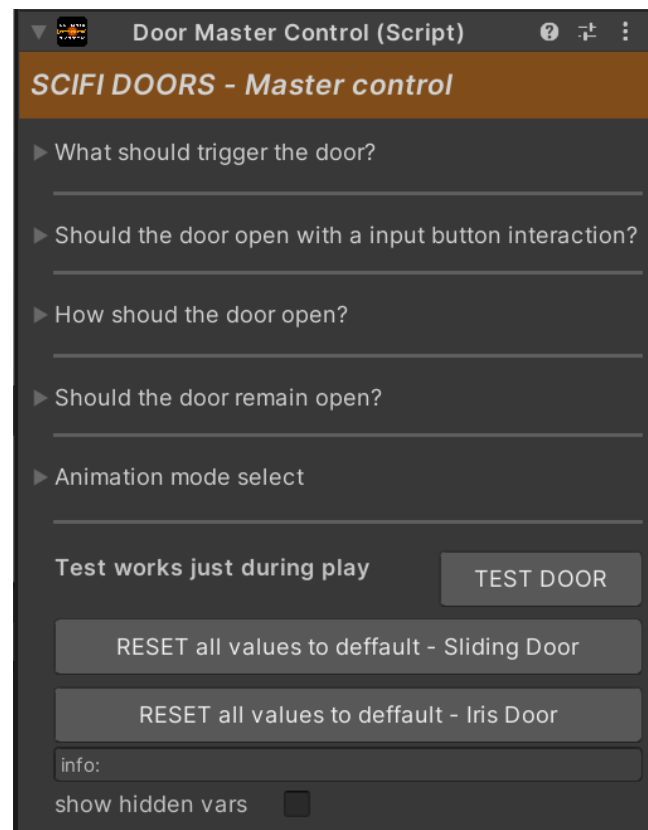 Door Master Control (Script)
SCIFI DOORS - Master control
What should trigger the door?
Should the door open with a input button interaction?
How shoud the door open?
Should the door remain open?
Animation mode select
Test works just during play
TEST DOOR
RESET all values to deffault - Sliding Door
RESET all values to deffault - Iris Door
info:
show hidden vars